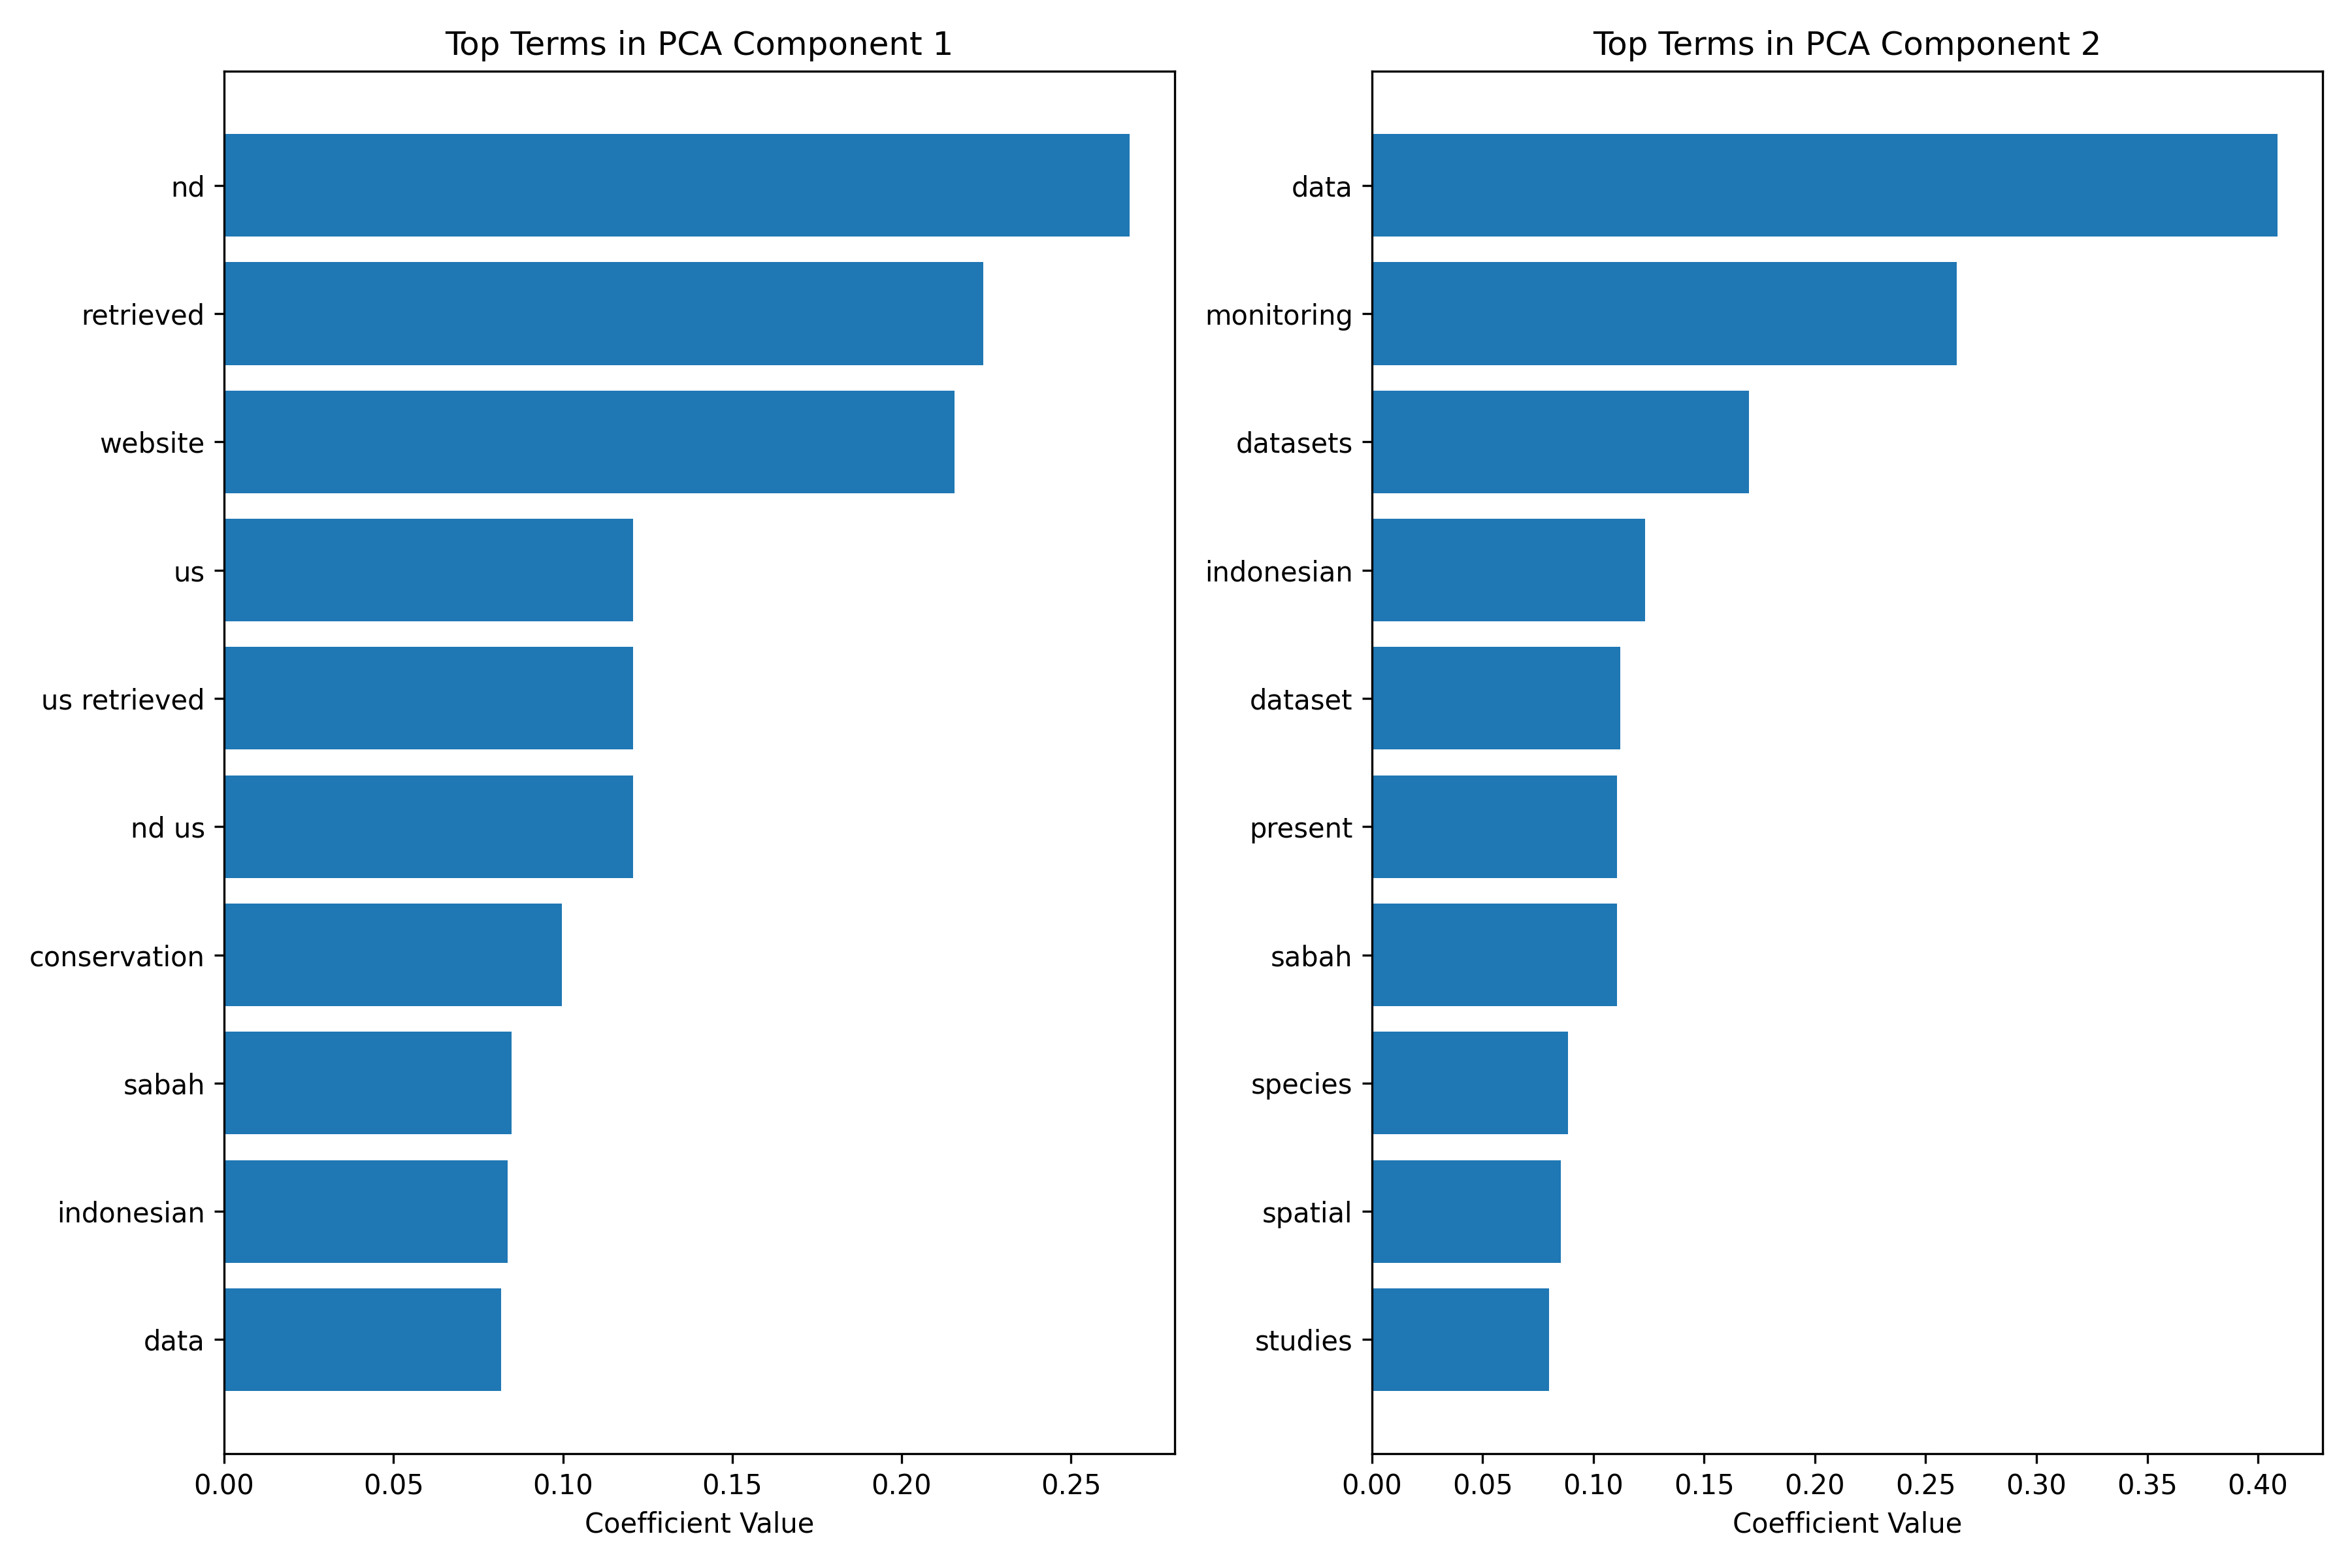 Top Terms in PCA Component 1
nd
retrieved
website
us
us retrieved
nd us
conservation
sabah
indonesian
data
0.00 0.05 0.10 0.15 0.20 0.25
Coefficient Value
Top Terms in PCA Component 2
data
monitoring
datasets
indonesian
dataset
present
sabah
species
spatial
studies
0.00 0.05 0.10 0.15 0.20 0.25 0.30 0.35 0.40
Coefficient Value